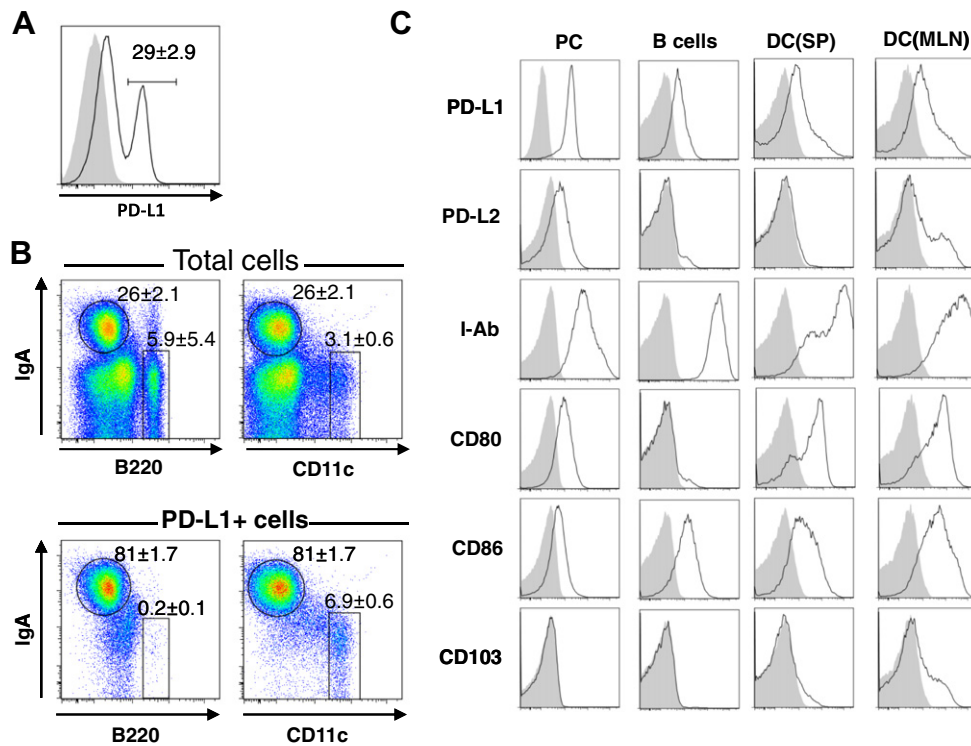 A
29±2.9
PD-L1
B
Total cells
26±2.1
5.9±5.4
26±2.1
3.1±0.6
IgA
B220
CD11c
PD-L1+ cells
81±1.7
0.2±0.1
81±1.7
6.9±0.6
IgA
B220
CD11c
C
PC
B cells
DC(SP)
DC(MLN)
PD-L1
PD-L2
I-Ab
CD80
CD86
CD103